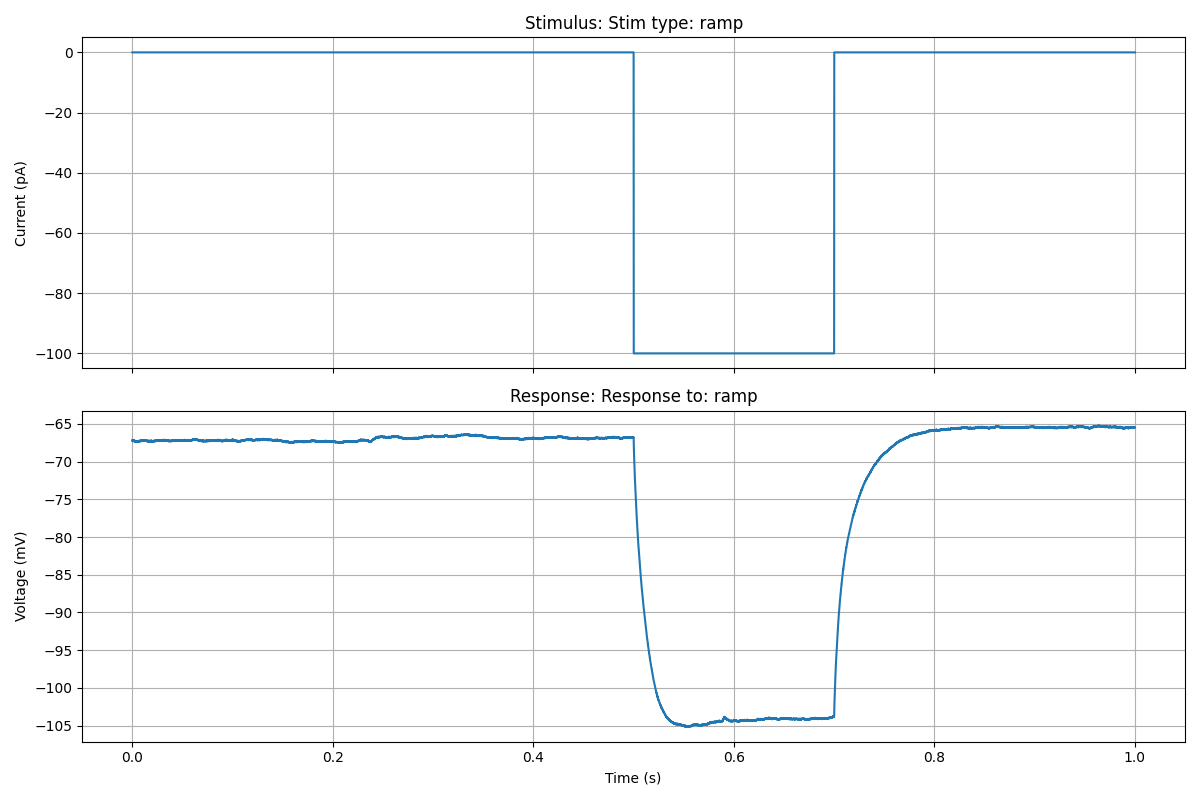 Stimulus: Stim type: ramp
0
−20
−40
−60
−80
−100
Current (pA)
Response: Response to: ramp
−65
−70
−75
−80
−85
−90
−95
−100
−105
Voltage (mV)
0.0 0.2 0.4 0.6 0.8 1.0
Time (s)